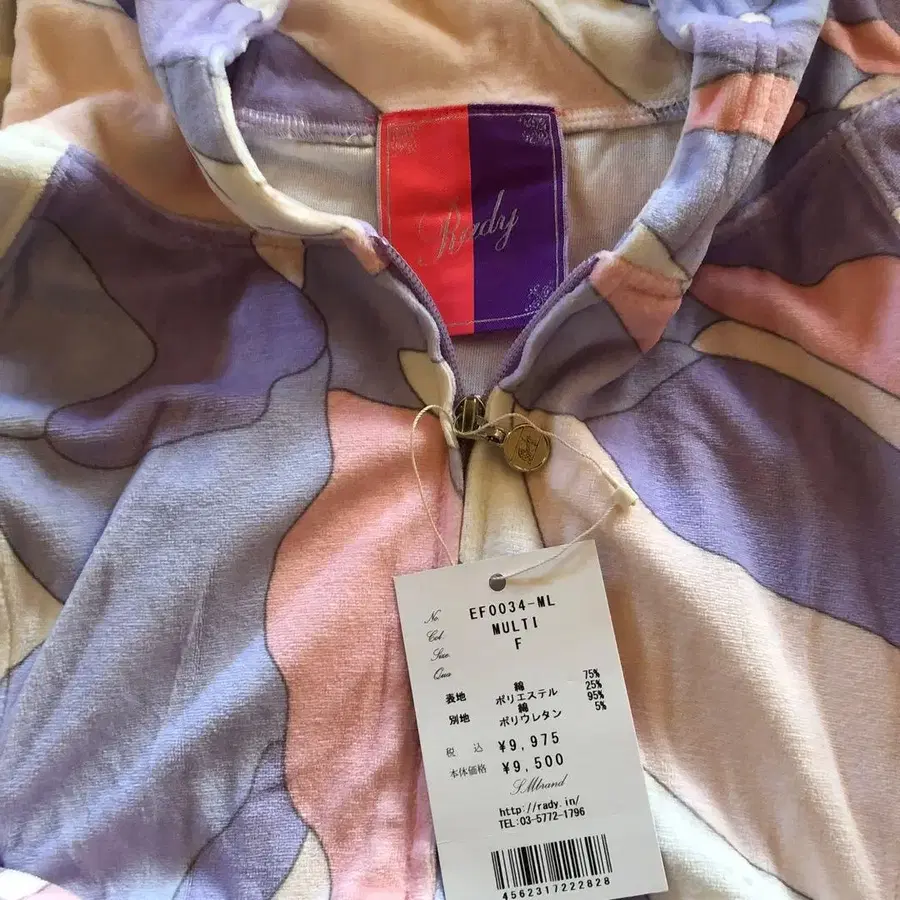 Rady
No. EF0034-ML
Col. MULTI
Size F
Qua
表地 綿 75%
ポリエステル 25%
別地 綿 95%
ポリウレタン 5%
税込 ¥9,975
本体価格 ¥9,500
S.Mtrand
http://rady.in/
TEL:03-5772-1796
4562317222828